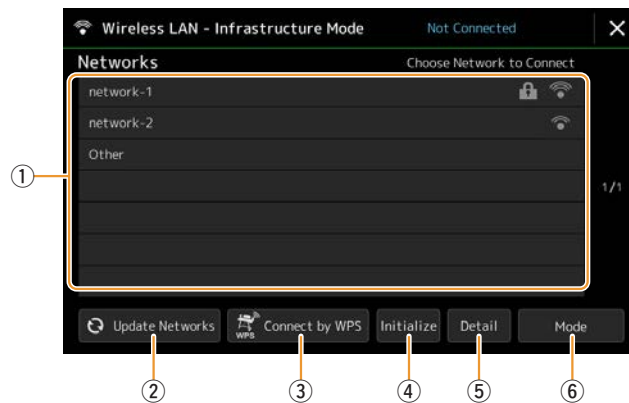 Wireless LAN - Infrastructure Mode Not Connected
Networks Choose Network to Connect
network-1
network-2
Other
①
1/1
Update Networks WPS Connect by WPS Initialize Detail Mode
② ③ ④ ⑤ ⑥